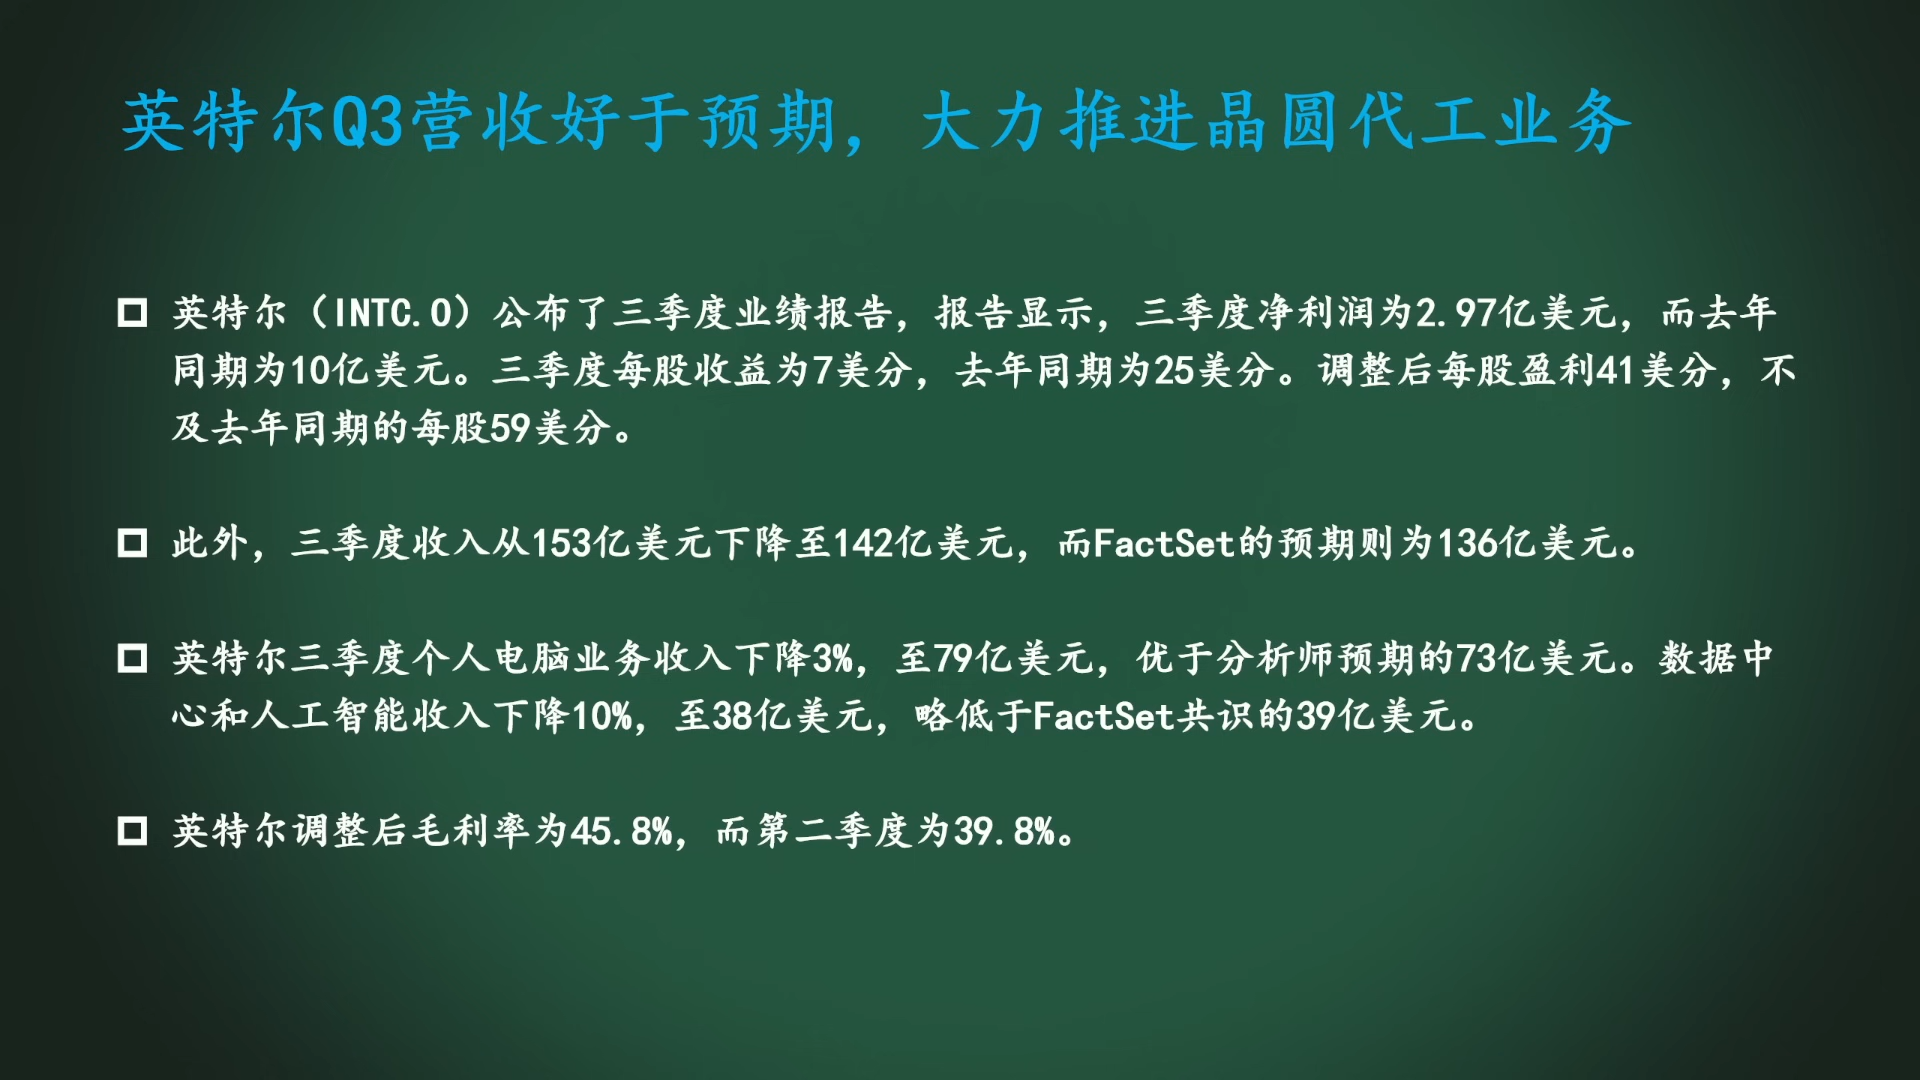 英特尔Q3营收好于预期，大力推进晶圆代工业务
英特尔（INTC.O）公布了三季度业绩报告，报告显示，三季度净利润为2.97亿美元，而去年
同期为10亿美元。三季度每股收益为7美分，去年同期为25美分。调整后每股盈利41美分，不
及去年同期的每股59美分。
此外，三季度收入从153亿美元下降至142亿美元，而FactSet的预期则为136亿美元。
英特尔三季度个人电脑业务收入下降3%，至79亿美元，优于分析师预期的73亿美元。数据中
心和人工智能收入下降10%，至38亿美元，略低于FactSet共识的39亿美元。
英特尔调整后毛利率为45.8%，而第二季度为39.8%。